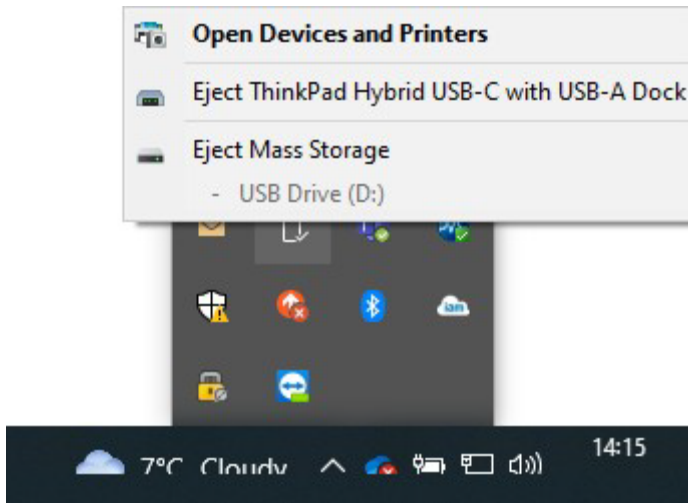 Open Devices and Printers
Eject ThinkPad Hybrid USB-C with USB-A Dock
Eject Mass Storage
- USB Drive (D:)
iam
7°C Cloudy
14:15